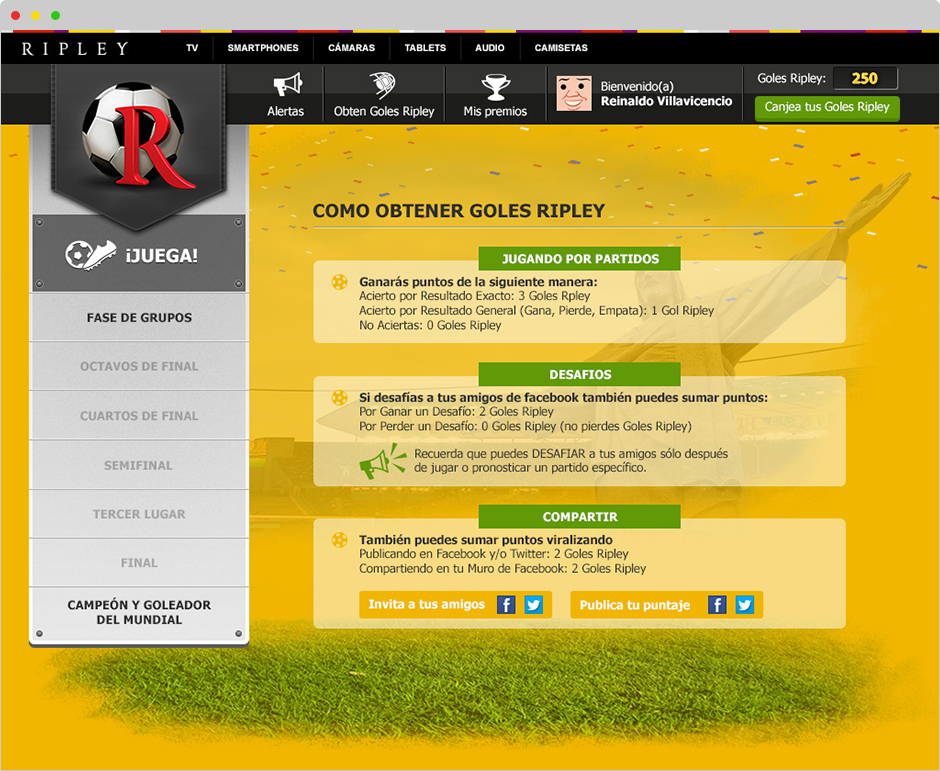 RIPLEY
TV
SMARTPHONES
CÁMARAS
TABLETS
AUDIO
CAMISETAS
R
Alertas
Obten Goles Ripley
Mis premios
Bienvenido(a)
Reinaldo Villavicencio
Goles Ripley: 250
Canjea tus Goles Ripley
¡JUEGA!
FASE DE GRUPOS
OCTAVOS DE FINAL
CUARTOS DE FINAL
SEMIFINAL
TERCER LUGAR
FINAL
CAMPEÓN Y GOLEADOR
DEL MUNDIAL
COMO OBTENER GOLES RIPLEY
JUGANDO POR PARTIDOS
Ganarás puntos de la siguiente manera:
Acierto por Resultado Exacto: 3 Goles Rpley
Acierto por Resultado General (Gana, Pierde, Empata): 1 Gol Ripley
No Aciertas: 0 Goles Ripley
DESAFIOS
Si desafías a tus amigos de facebook también puedes sumar puntos:
Por Ganar un Desafío: 2 Goles Ripley
Por Perder un Desafío: 0 Goles Ripley (no pierdes Goles Ripley)
Recuerda que puedes DESAFIAR a tus amigos sólo después
de jugar o pronosticar un partido específico.
COMPARTIR
También puedes sumar puntos viralizando
Publicando en Facebook y/o Twitter: 2 Goles Ripley
Compartiendo en tu Muro de Facebook: 2 Goles Ripley
Invita a tus amigos
Publica tu puntaje